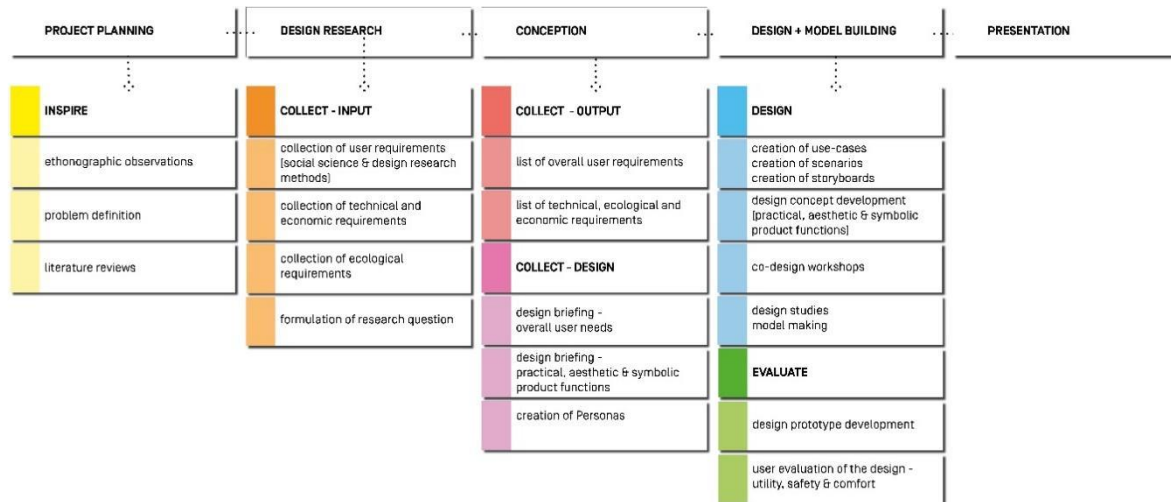 PROJECT PLANNING
DESIGN RESEARCH
CONCEPTION
DESIGN + MODEL BUILDING
PRESENTATION
INSPIRE
ethonographic observations
problem definition
literature reviews
COLLECT - INPUT
collection of user requirements
[social science & design research
methods]
collection of technical and
economic requirements
collection of ecological
requirements
formulation of research question
COLLECT - OUTPUT
list of overall user requirements
list of technical, ecological and
economic requirements
COLLECT - DESIGN
design briefing -
overall user needs
design briefing -
practical, aesthetic & symbolic
product functions
creation of Personas
DESIGN
creation of use-cases
creation of scenarios
creation of storyboards
design concept development
[practical, aesthetic & symbolic
product functions]
co-design workshops
design studies
model making
EVALUATE
design prototype development
user evaluation of the design -
utility, safety & comfort